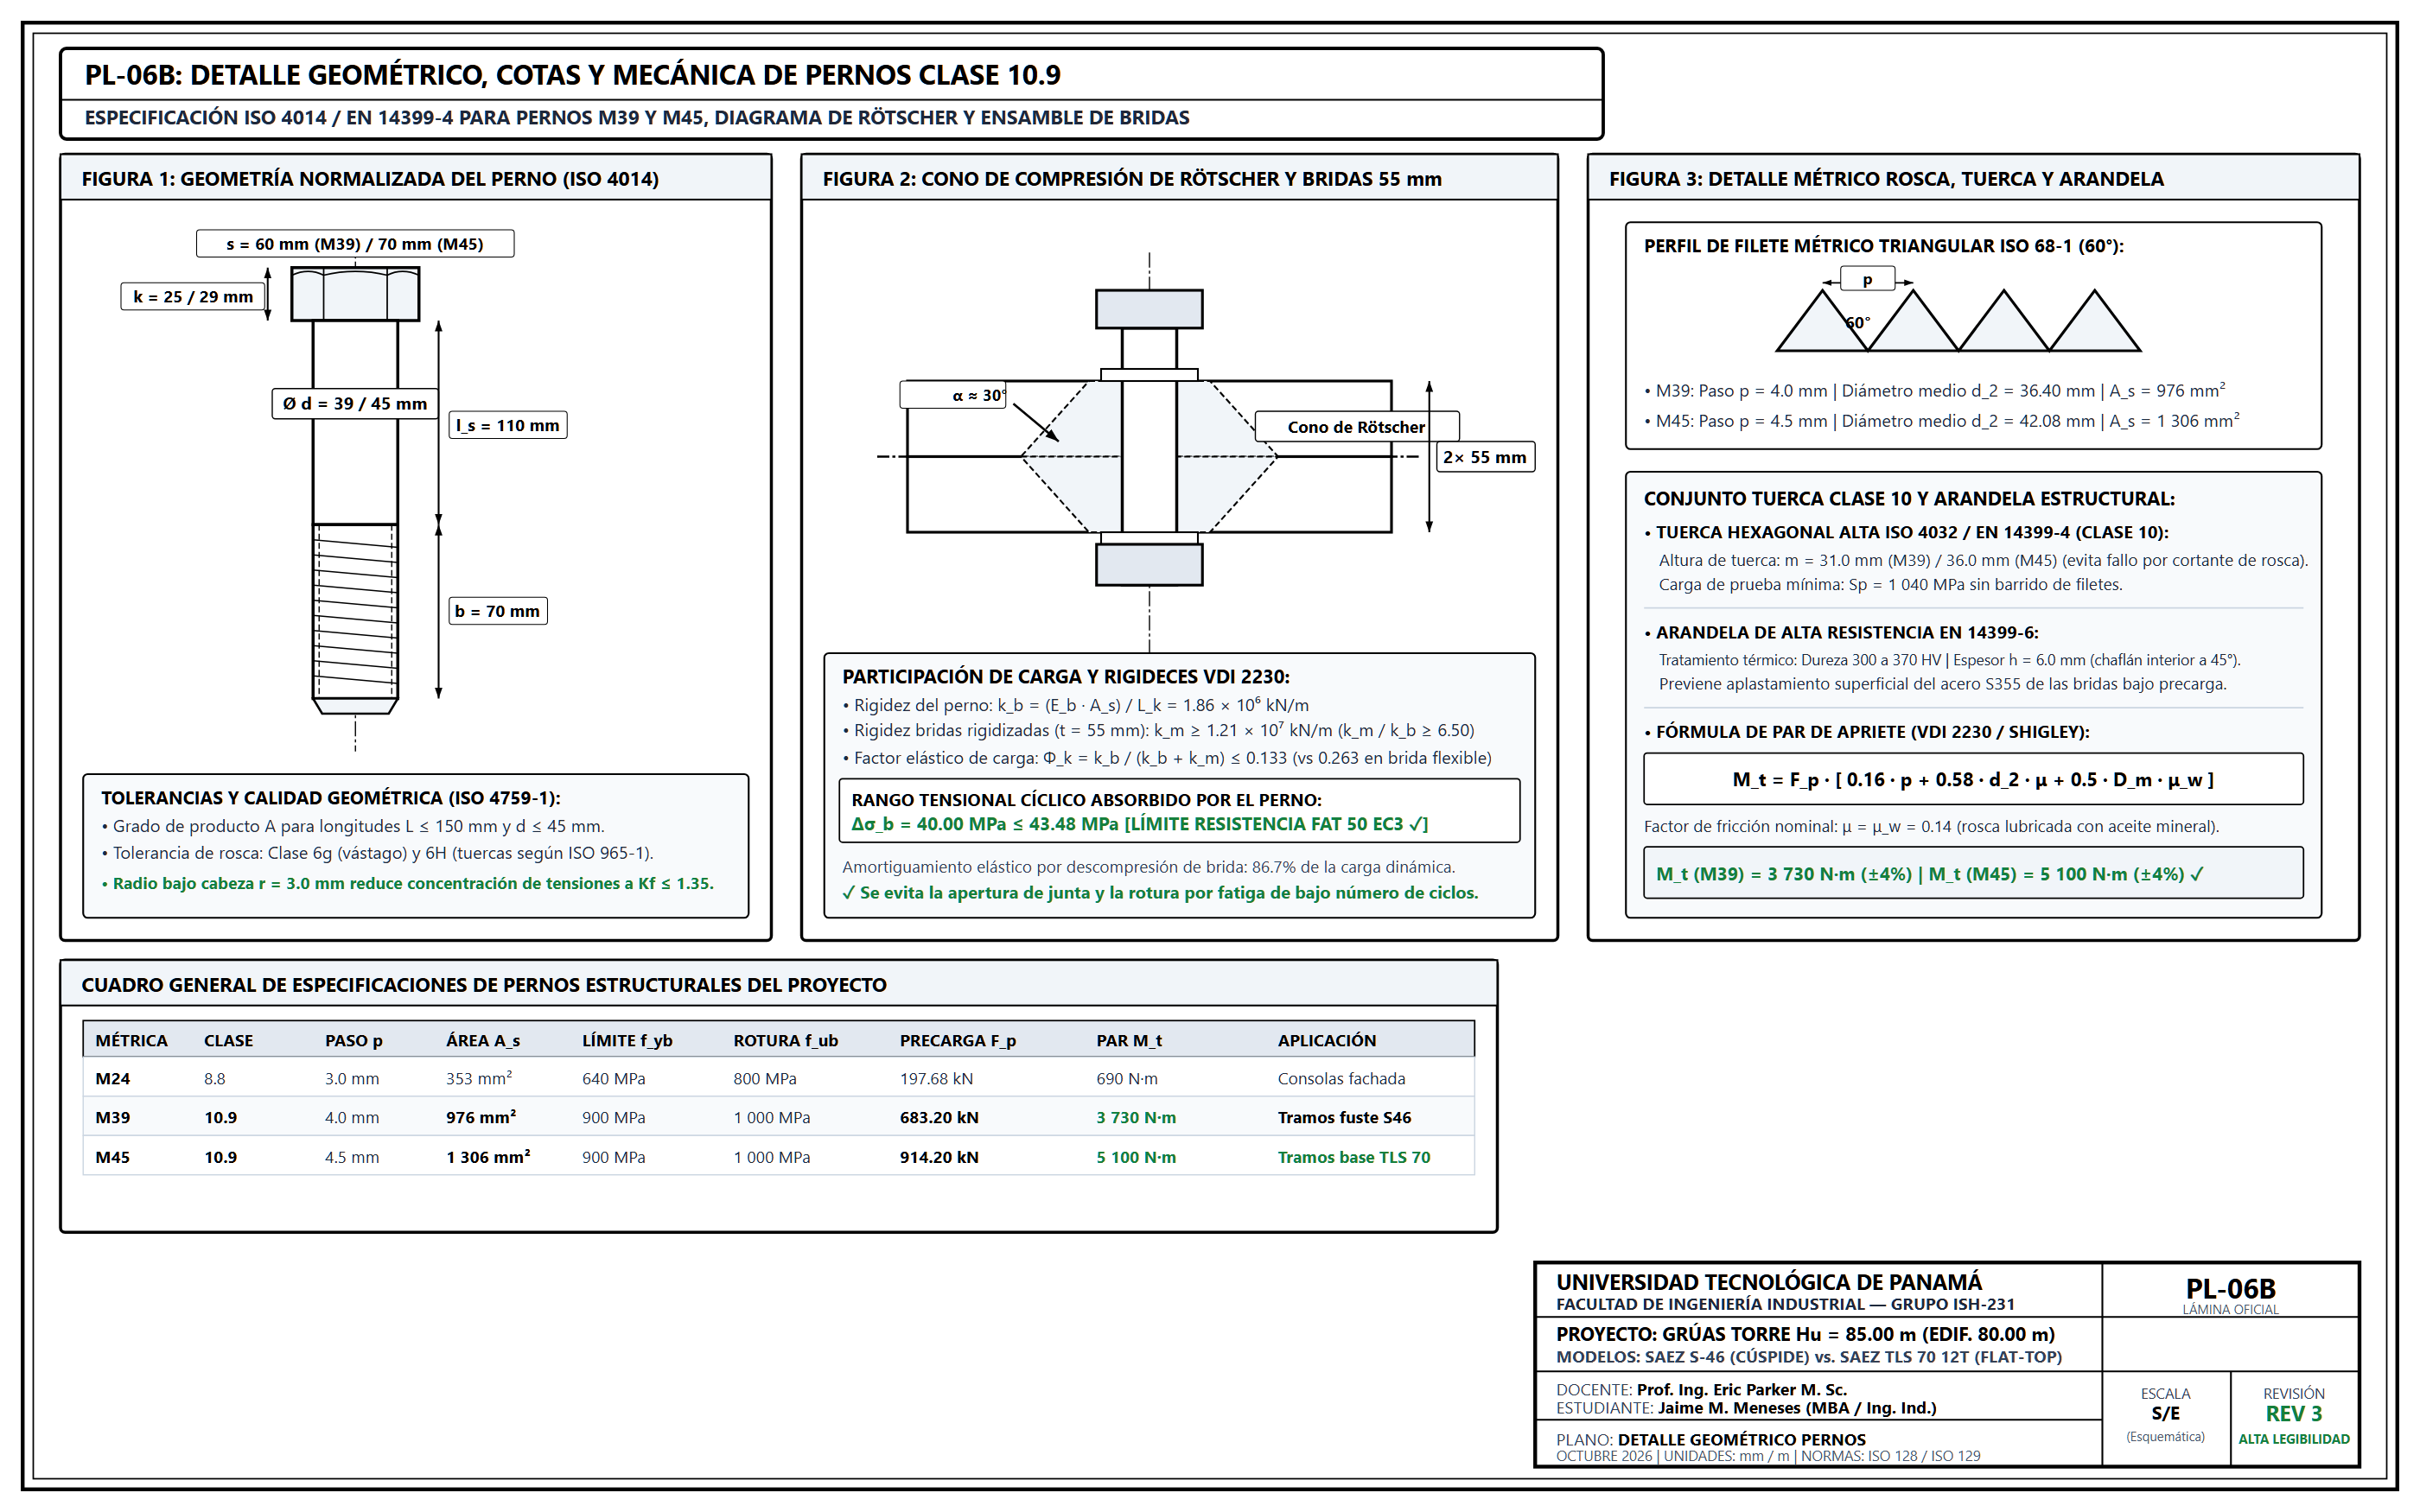 PL-06B: DETALLE GEOMÉTRICO, COTAS Y MECÁNICA DE PERNOS CLASE 10.9
ESPECIFICACIÓN ISO 4014 / EN 14399-4 PARA PERNOS M39 Y M45, DIAGRAMA DE RÖTSCHER Y ENSAMBLE DE BRIDAS
FIGURA 1: GEOMETRÍA NORMALIZADA DEL PERNO (ISO 4014)
s = 60 mm (M39) / 70 mm (M45)
k = 25 / 29 mm
Ø d = 39 / 45 mm
l_s = 110 mm
b = 70 mm
TOLERANCIAS Y CALIDAD GEOMÉTRICA (ISO 4759-1):
• Grado de producto A para longitudes L ≤ 150 mm y d ≤ 45 mm.
• Tolerancia de rosca: Clase 6g (vástago) y 6H (tuercas según ISO 965-1).
• Radio bajo cabeza r = 3.0 mm reduce concentración de tensiones a Kf ≤ 1.35.
FIGURA 2: CONO DE COMPRESIÓN DE RÖTSCHER Y BRIDAS 55 mm
α ≈ 30°
Cono de Rötscher
2× 55 mm
PARTICIPACIÓN DE CARGA Y RIGIDECES VDI 2230:
• Rigidez del perno: k_b = (E_b · A_s) / L_k = 1.86 × 10⁶ kN/m
• Rigidez bridas rigidizadas (t = 55 mm): k_m ≥ 1.21 × 10⁷ kN/m (k_m / k_b ≥ 6.50)
• Factor elástico de carga: Φ_k = k_b / (k_b + k_m) ≤ 0.133 (vs 0.263 en brida flexible)
RANGO TENSIONAL CÍCLICO ABSORBIDO POR EL PERNO:
Δσ_b = 40.00 MPa ≤ 43.48 MPa [LÍMITE RESISTENCIA FAT 50 EC3 ✓]
Amortiguamiento elástico por descompresión de brida: 86.7% de la carga dinámica.
✓ Se evita la apertura de junta y la rotura por fatiga de bajo número de ciclos.
FIGURA 3: DETALLE MÉTRICO ROSCA, TUERCA Y ARANDELA
PERFIL DE FILETE MÉTRICO TRIANGULAR ISO 68-1 (60°):
p
60°
• M39: Paso p = 4.0 mm | Diámetro medio d_2 = 36.40 mm | A_s = 976 mm²
• M45: Paso p = 4.5 mm | Diámetro medio d_2 = 42.08 mm | A_s = 1 306 mm²
CONJUNTO TUERCA CLASE 10 Y ARANDELA ESTRUCTURAL:
• TUERCA HEXAGONAL ALTA ISO 4032 / EN 14399-4 (CLASE 10):
Altura de tuerca: m = 31.0 mm (M39) / 36.0 mm (M45) (evita fallo por cortante de rosca).
Carga de prueba mínima: Sp = 1 040 MPa sin barrido de filetes.
• ARANDELA DE ALTA RESISTENCIA EN 14399-6:
Tratamiento térmico: Dureza 300 a 370 HV | Espesor h = 6.0 mm (chaflán interior a 45°).
Previene aplastamiento superficial del acero S355 de las bridas bajo precarga.
• FÓRMULA DE PAR DE APRIETE (VDI 2230 / SHIGLEY):
M_t = F_p · [ 0.16 · p + 0.58 · d_2 · μ + 0.5 · D_m · μ_w ]
Factor de fricción nominal: μ = μ_w = 0.14 (rosca lubricada con aceite mineral).
M_t (M39) = 3 730 N·m (±4%) | M_t (M45) = 5 100 N·m (±4%) ✓
CUADRO GENERAL DE ESPECIFICACIONES DE PERNOS ESTRUCTURALES DEL PROYECTO
MÉTRICA CLASE PASO p ÁREA A_s LÍMITE f_yb ROTURA f_ub PRECARGA F_p PAR M_t APLICACIÓN
M24 8.8 3.0 mm 353 mm² 640 MPa 800 MPa 197.68 kN 690 N·m Consolas fachada
M39 10.9 4.0 mm 976 mm² 900 MPa 1 000 MPa 683.20 kN 3 730 N·m Tramos fuste S46
M45 10.9 4.5 mm 1 306 mm² 900 MPa 1 000 MPa 914.20 kN 5 100 N·m Tramos base TLS 70
UNIVERSIDAD TECNOLÓGICA DE PANAMÁ
FACULTAD DE INGENIERÍA INDUSTRIAL — GRUPO ISH-231
PL-06B
LÁMINA OFICIAL
PROYECTO: GRÚAS TORRE Hu = 85.00 m (EDIF. 80.00 m)
MODELOS: SAEZ S-46 (CÚSPIDE) vs. SAEZ TLS 70 12T (FLAT-TOP)
DOCENTE: Prof. Ing. Eric Parker M. Sc.
ESTUDIANTE: Jaime M. Meneses (MBA / Ing. Ind.)
ESCALA
S/E
(Esquemática)
REVISIÓN
REV 3
ALTA LEGIBILIDAD
PLANO: DETALLE GEOMÉTRICO PERNOS
OCTUBRE 2026 | UNIDADES: mm / m | NORMAS: ISO 128 / ISO 129